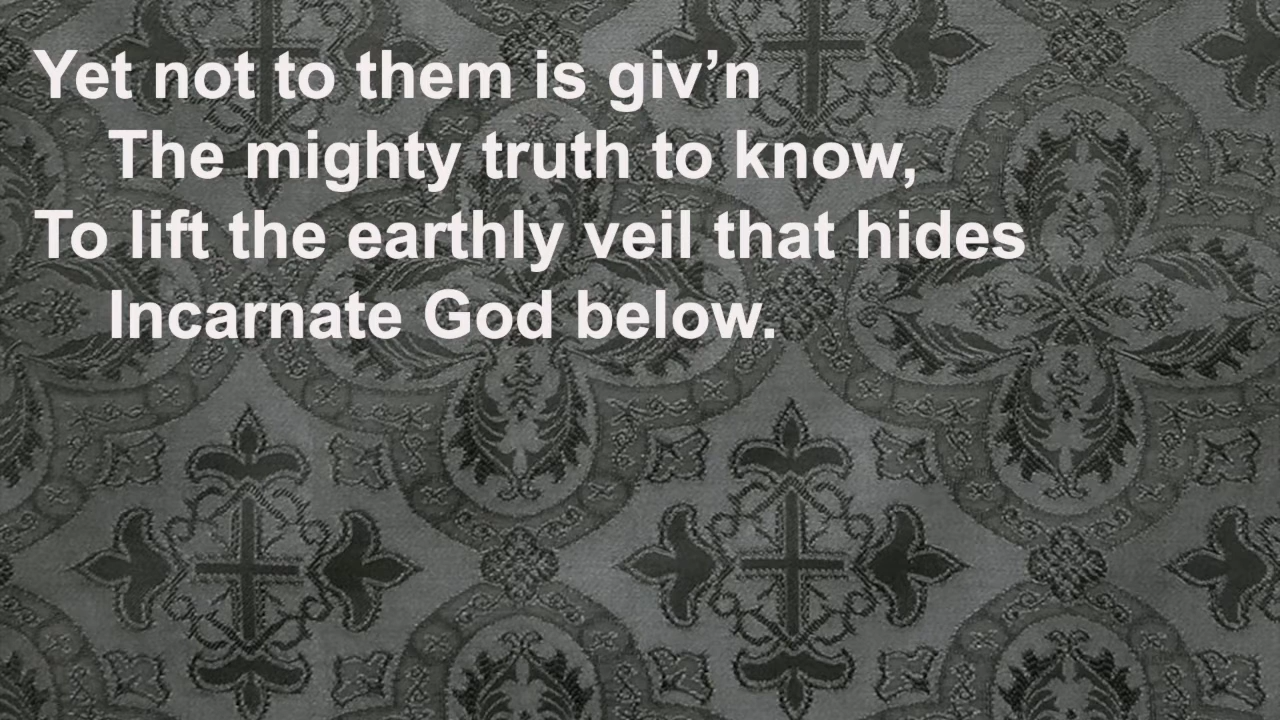 Yet not to them is giv’n
The mighty truth to know,
To lift the earthly veil that hides
Incarnate God below.